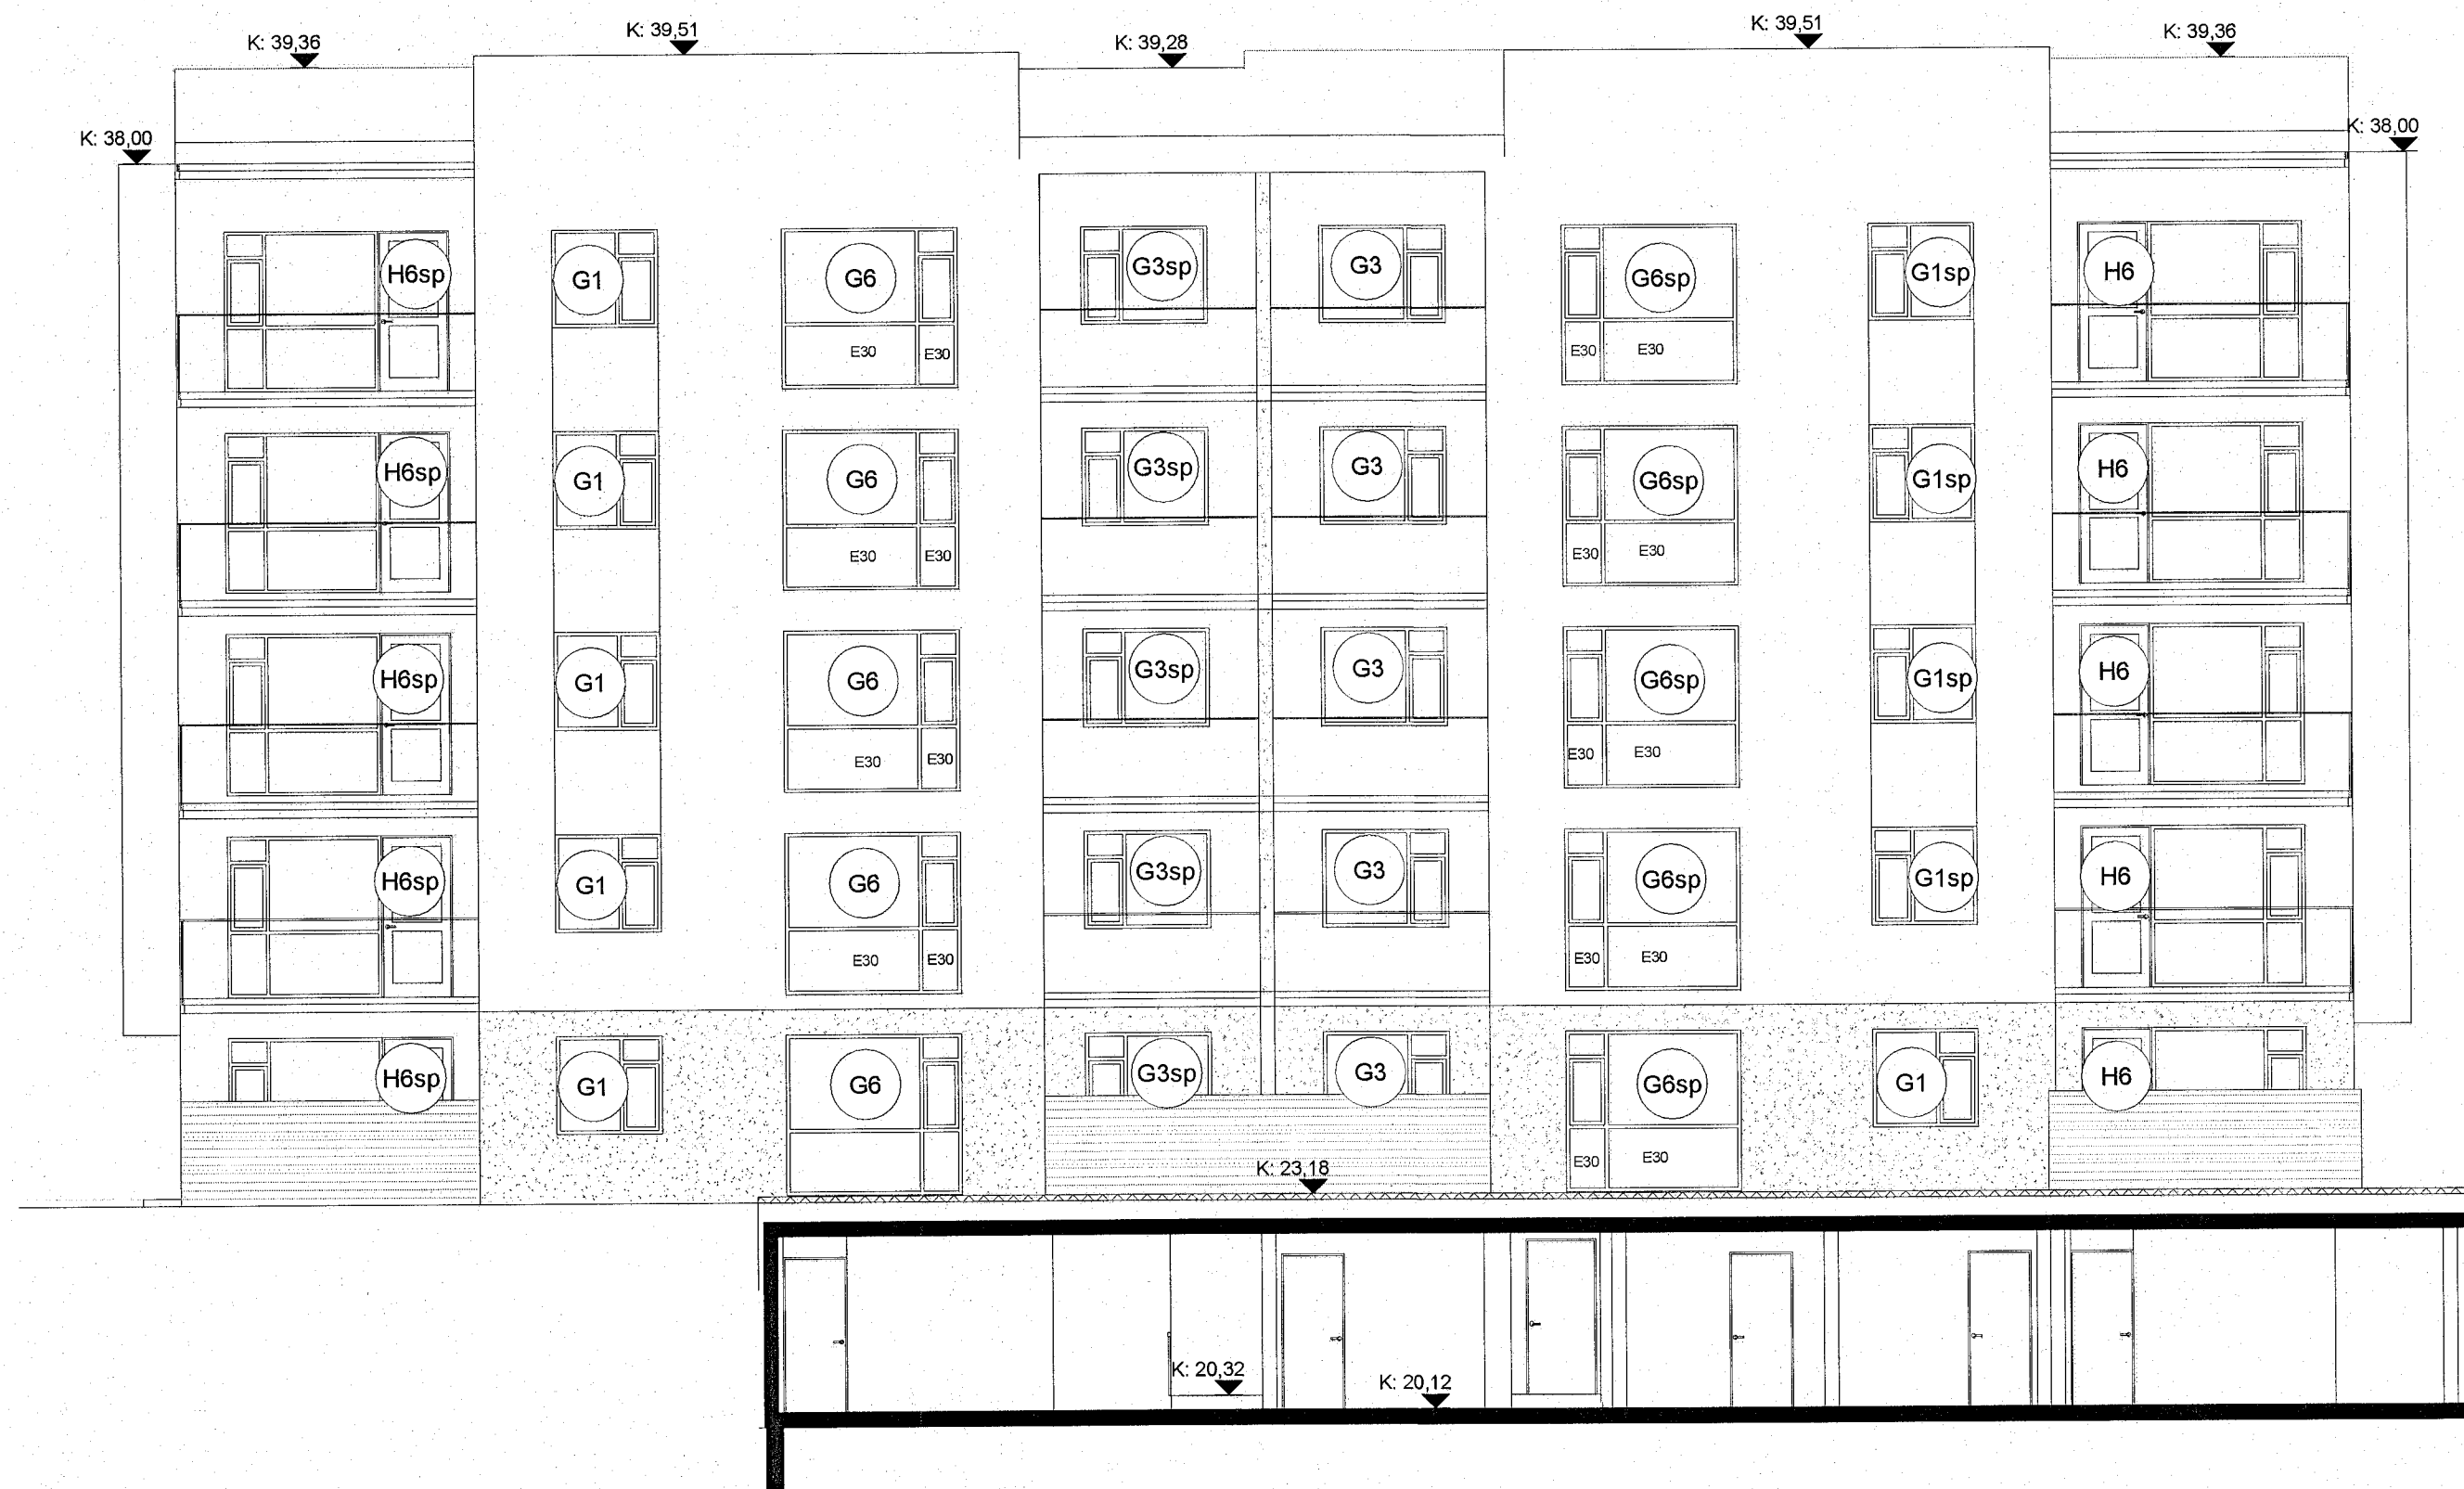 K: 39,36
K: 39,51
K: 39,28
K: 39,51
K: 39,36
K: 38,00
K: 38,00
H6sp G1 G6 G3sp G3 G6sp G1sp H6
E30 E30 E30 E30
H6sp G1 G6 G3sp G3 G6sp G1sp H6
E30 E30 E30 E30
H6sp G1 G6 G3sp G3 G6sp G1sp H6
E30 E30 E30 E30
H6sp G1 G6 G3sp G3 G6sp G1sp H6
E30 E30 E30 E30
H6sp G1 G6 G3sp G3 G6sp G1 H6
E30 E30
K: 23,18
K: 20,32
K: 20,12